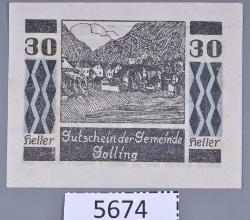 30 30
Heller Heller
Gutschein der Gemeinde
Golling
5674